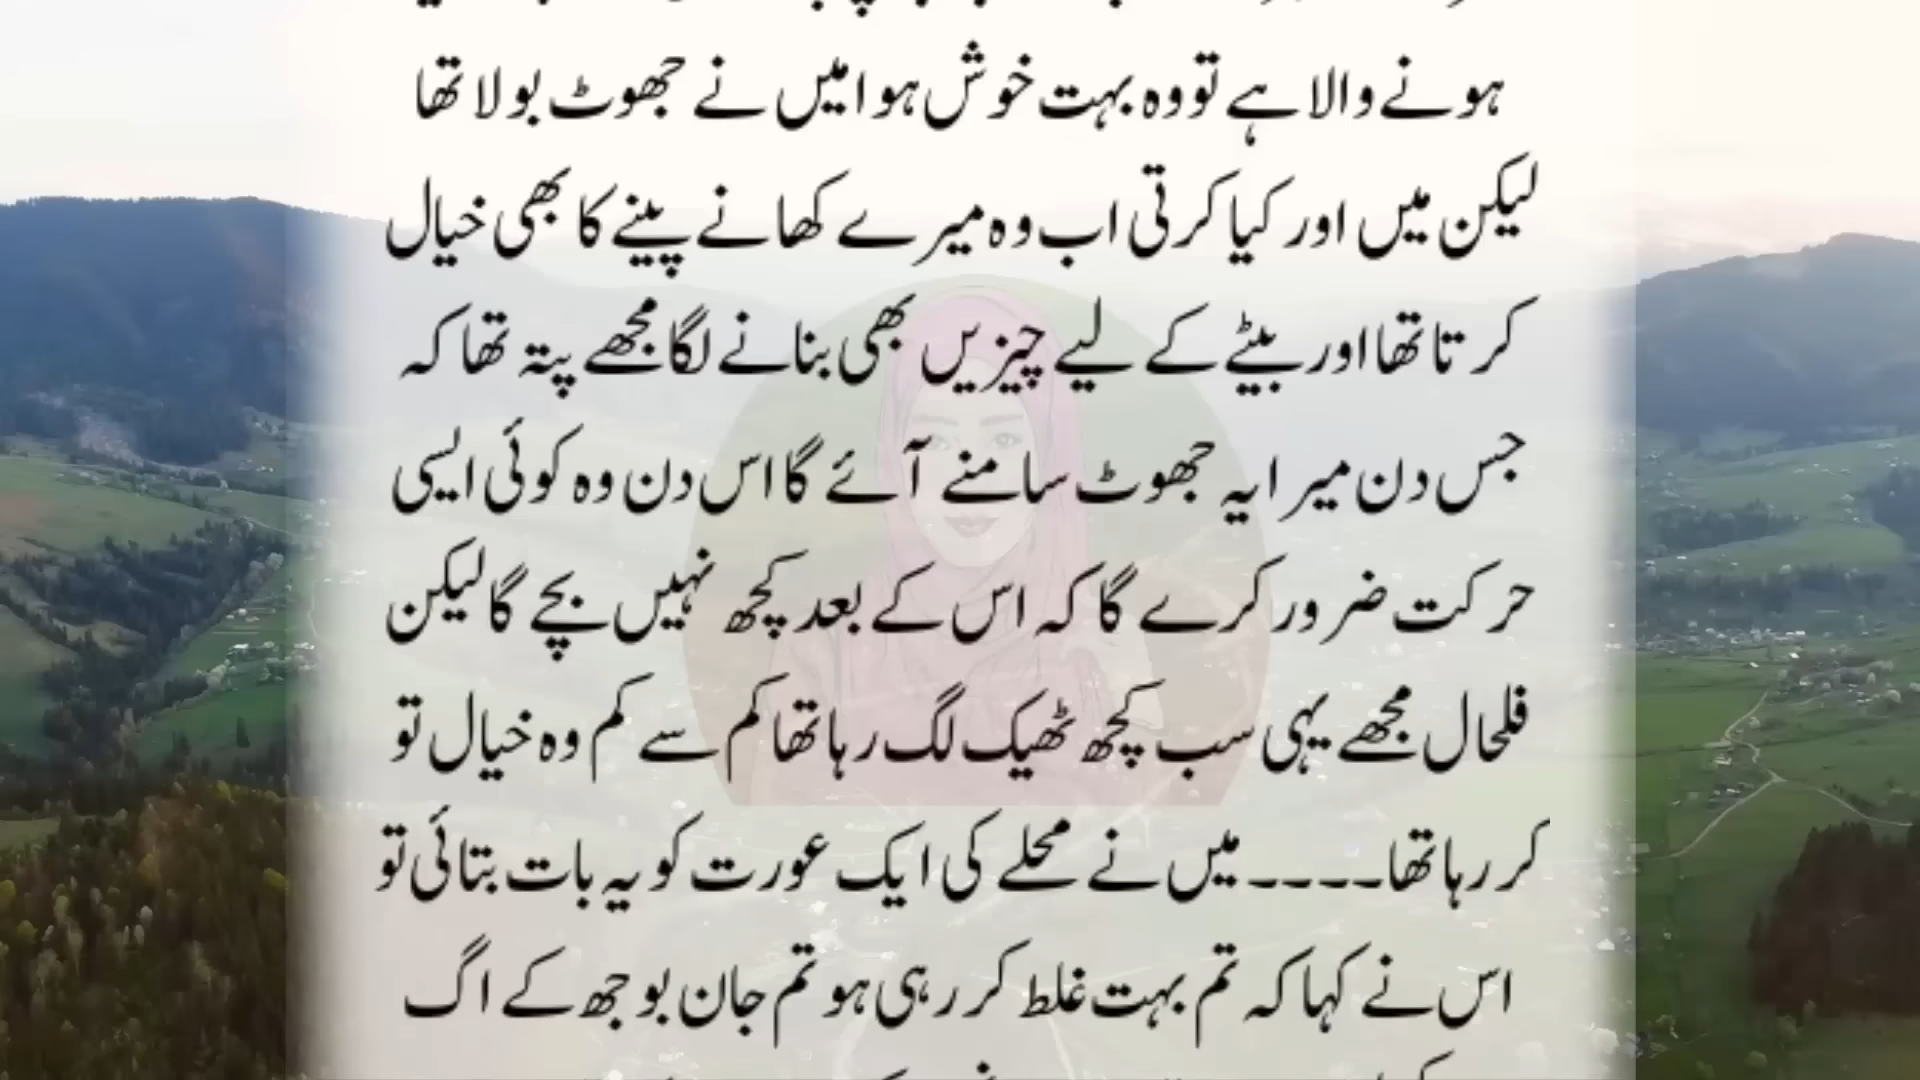 ہونے والا ہے تو وہ بہت خوش ہوا میں نے جھوٹ بولا تھا
لیکن میں اور کیا کرتی اب وہ میرے کھانے پینے کا بھی خیال
کرتا تھا اور بیٹے کے لیے چیزیں بھی بنانے لگا مجھے پتہ تھا کہ
جس دن میرا یہ جھوٹ سامنے آئے گا اس دن وہ کوئی ایسی
حرکت ضرور کرے گا کہ اس کے بعد کچھ نہیں بچے گا لیکن
فلحال مجھے یہی سب کچھ ٹھیک لگ رہا تھا کم سے کم وہ خیال تو
کر رہا تھا۔۔۔۔ میں نے محلے کی ایک عورت کو یہ بات بتائی تو
اس نے کہا کہ تم بہت غلط کر رہی ہو تم جان بوجھ کے اگ